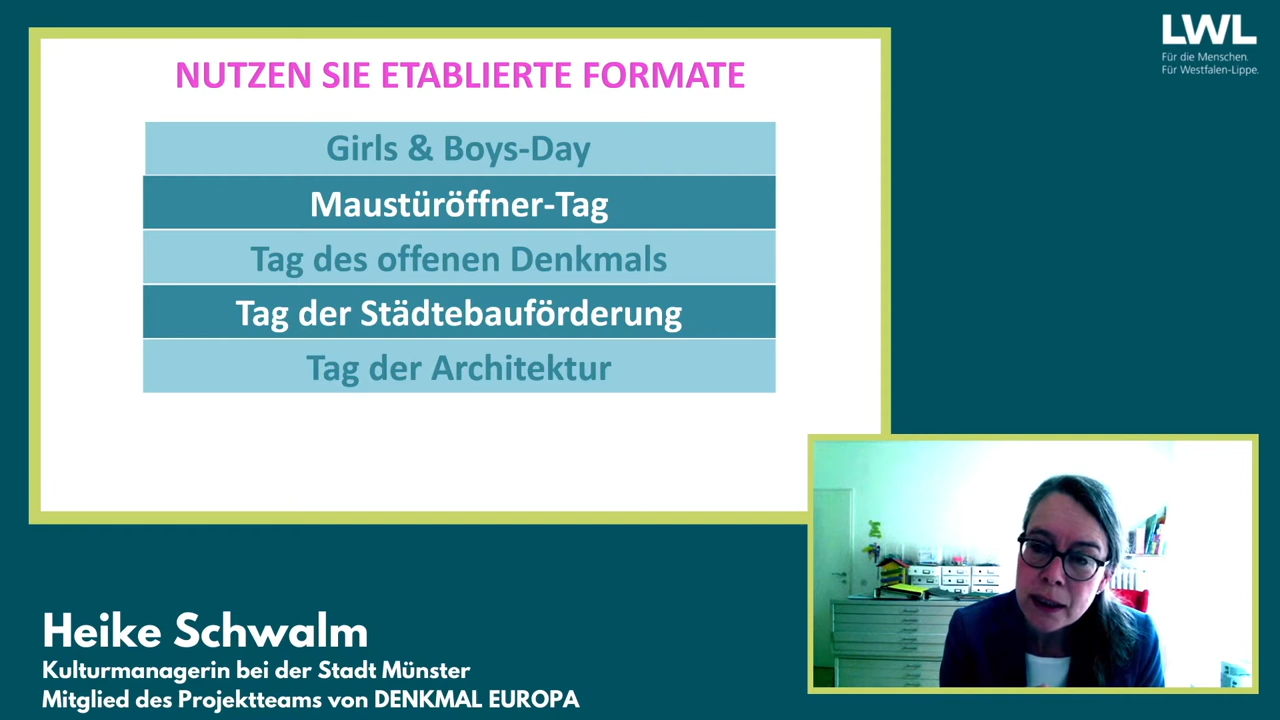 NUTZEN SIE ETABLIERTE FORMATE
Girls & Boys-Day
Maustüröffner-Tag
Tag des offenen Denkmals
Tag der Städtebauförderung
Tag der Architektur
LWL
Für die Menschen.
Für Westfalen-Lippe.
Heike Schwalm
Kulturmanagerin bei der Stadt Münster
Mitglied des Projektteams von DENKMAL EUROPA